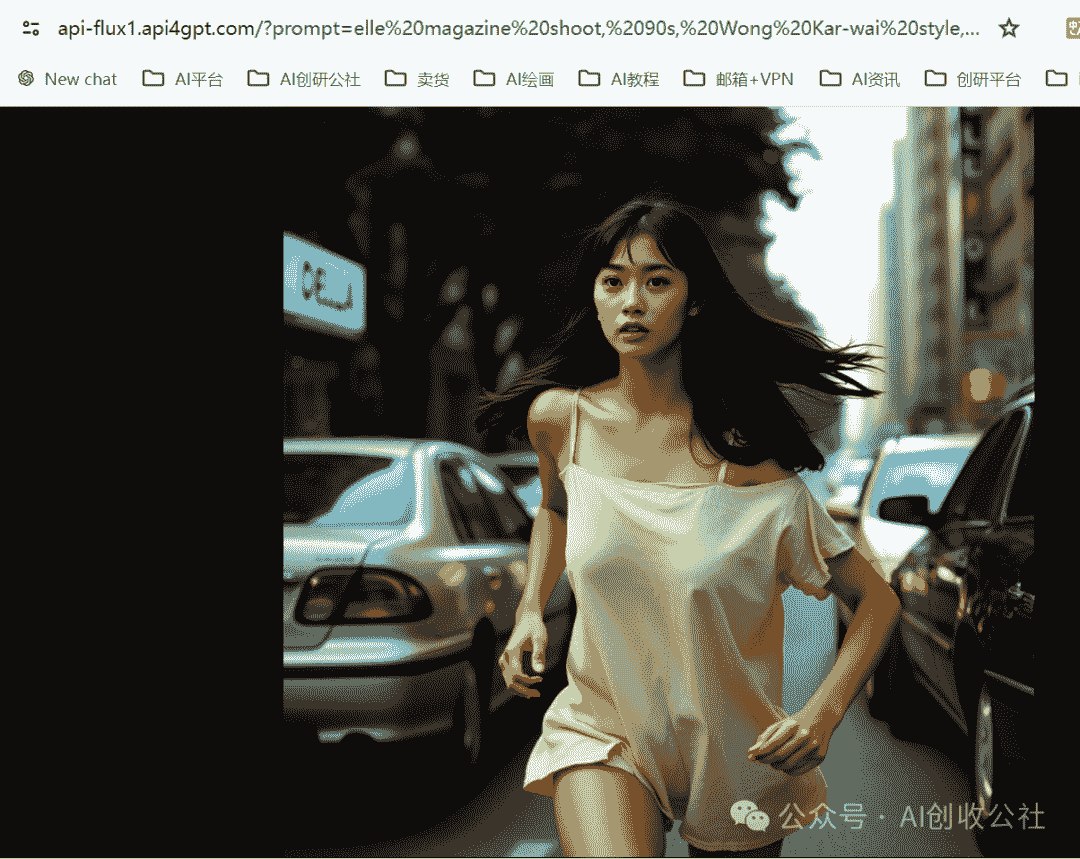 api-flux1.api4gpt.com/?prompt=elle%20magazine%20shoot,%2090s,%20Wong%20Kar-wai%20style,...
New chat AI平台 AI创研公社 卖货 AI绘画 AI教程 邮箱+VPN AI资讯 创研平台
公众号 · AI创收公社